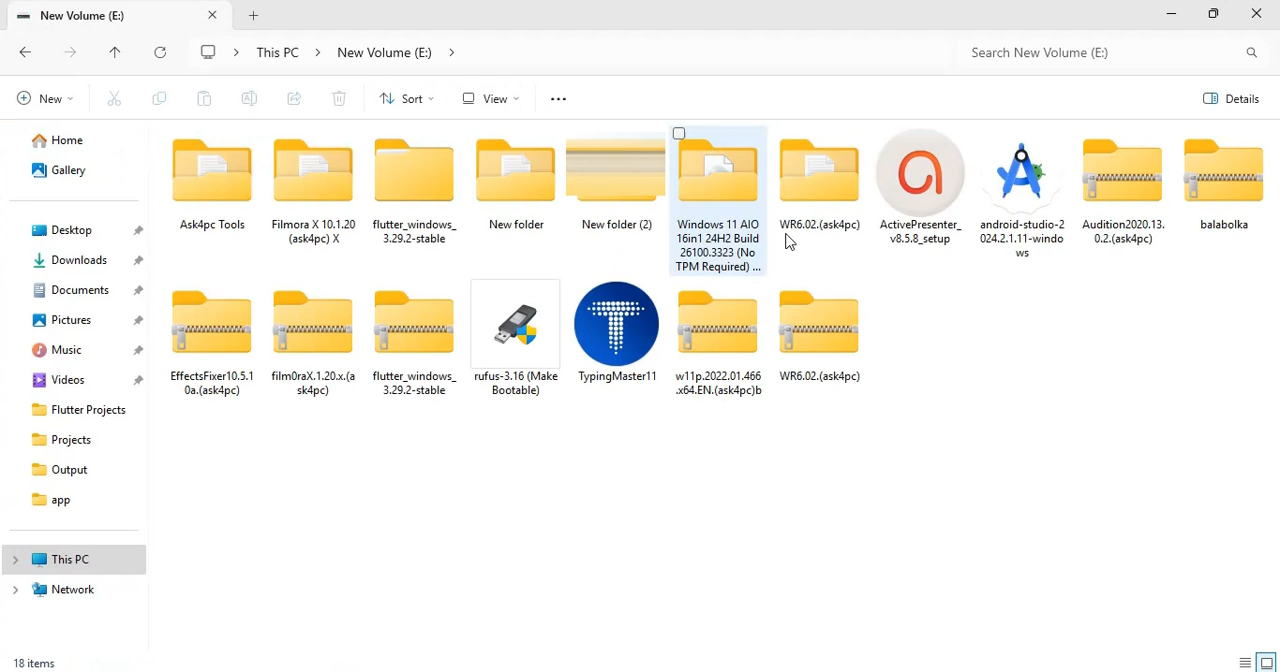 New Volume (E:)
This PC
New Volume (E:)
Search New Volume (E:)
New
Sort
View
Details
Home
Gallery
Desktop
Downloads
Documents
Pictures
Music
Videos
Flutter Projects
Projects
Output
app
This PC
Network
Ask4pc Tools
Filmora X 10.1.20
(ask4pc) X
flutter_windows_
3.29.2-stable
New folder
New folder (2)
Windows 11 AIO
16in1 24H2 Build
26100.3323 (No
TPM Required) ...
WR6.02.(ask4pc)
ActivePresenter_
v8.5.8_setup
android-studio-2
024.2.1.11-windo
ws
Audition2020.13.
0.2.(ask4pc)
balabolka
EffectsFixer10.5.1
0a.(ask4pc)
film0raX.1.20.x.(a
sk4pc)
flutter_windows_
3.29.2-stable
rufus-3.16 (Make
Bootable)
TypingMaster11
w11p.2022.01.466
.x64.EN.(ask4pc)b
WR6.02.(ask4pc)
18 items